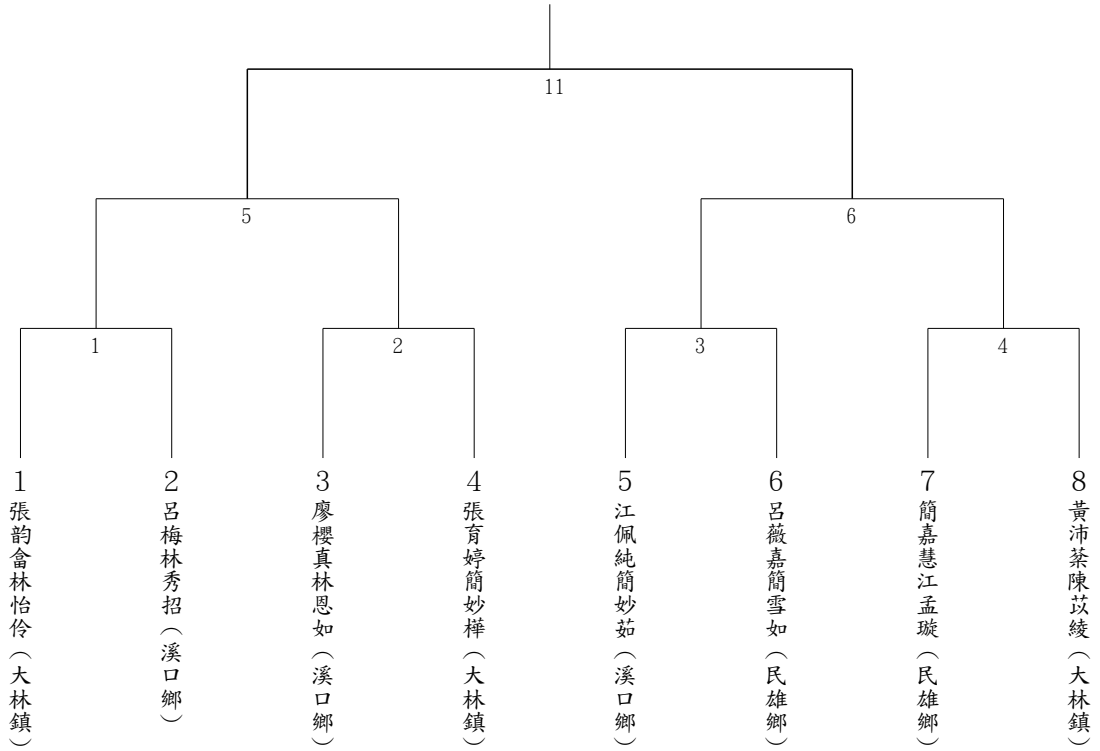 11
5
6
1
2
3
4
1
張韵畲林怡伶(大林鎮)
2
呂梅林秀招(溪口鄉)
3
廖櫻真林恩如(溪口鄉)
4
張育婷簡妙樺(大林鎮)
5
江佩純簡妙茹(溪口鄉)
6
呂薇嘉簡雪如(民雄鄉)
7
簡嘉慧江孟璇(民雄鄉)
8
黃沛棻陳苡綾(大林鎮)